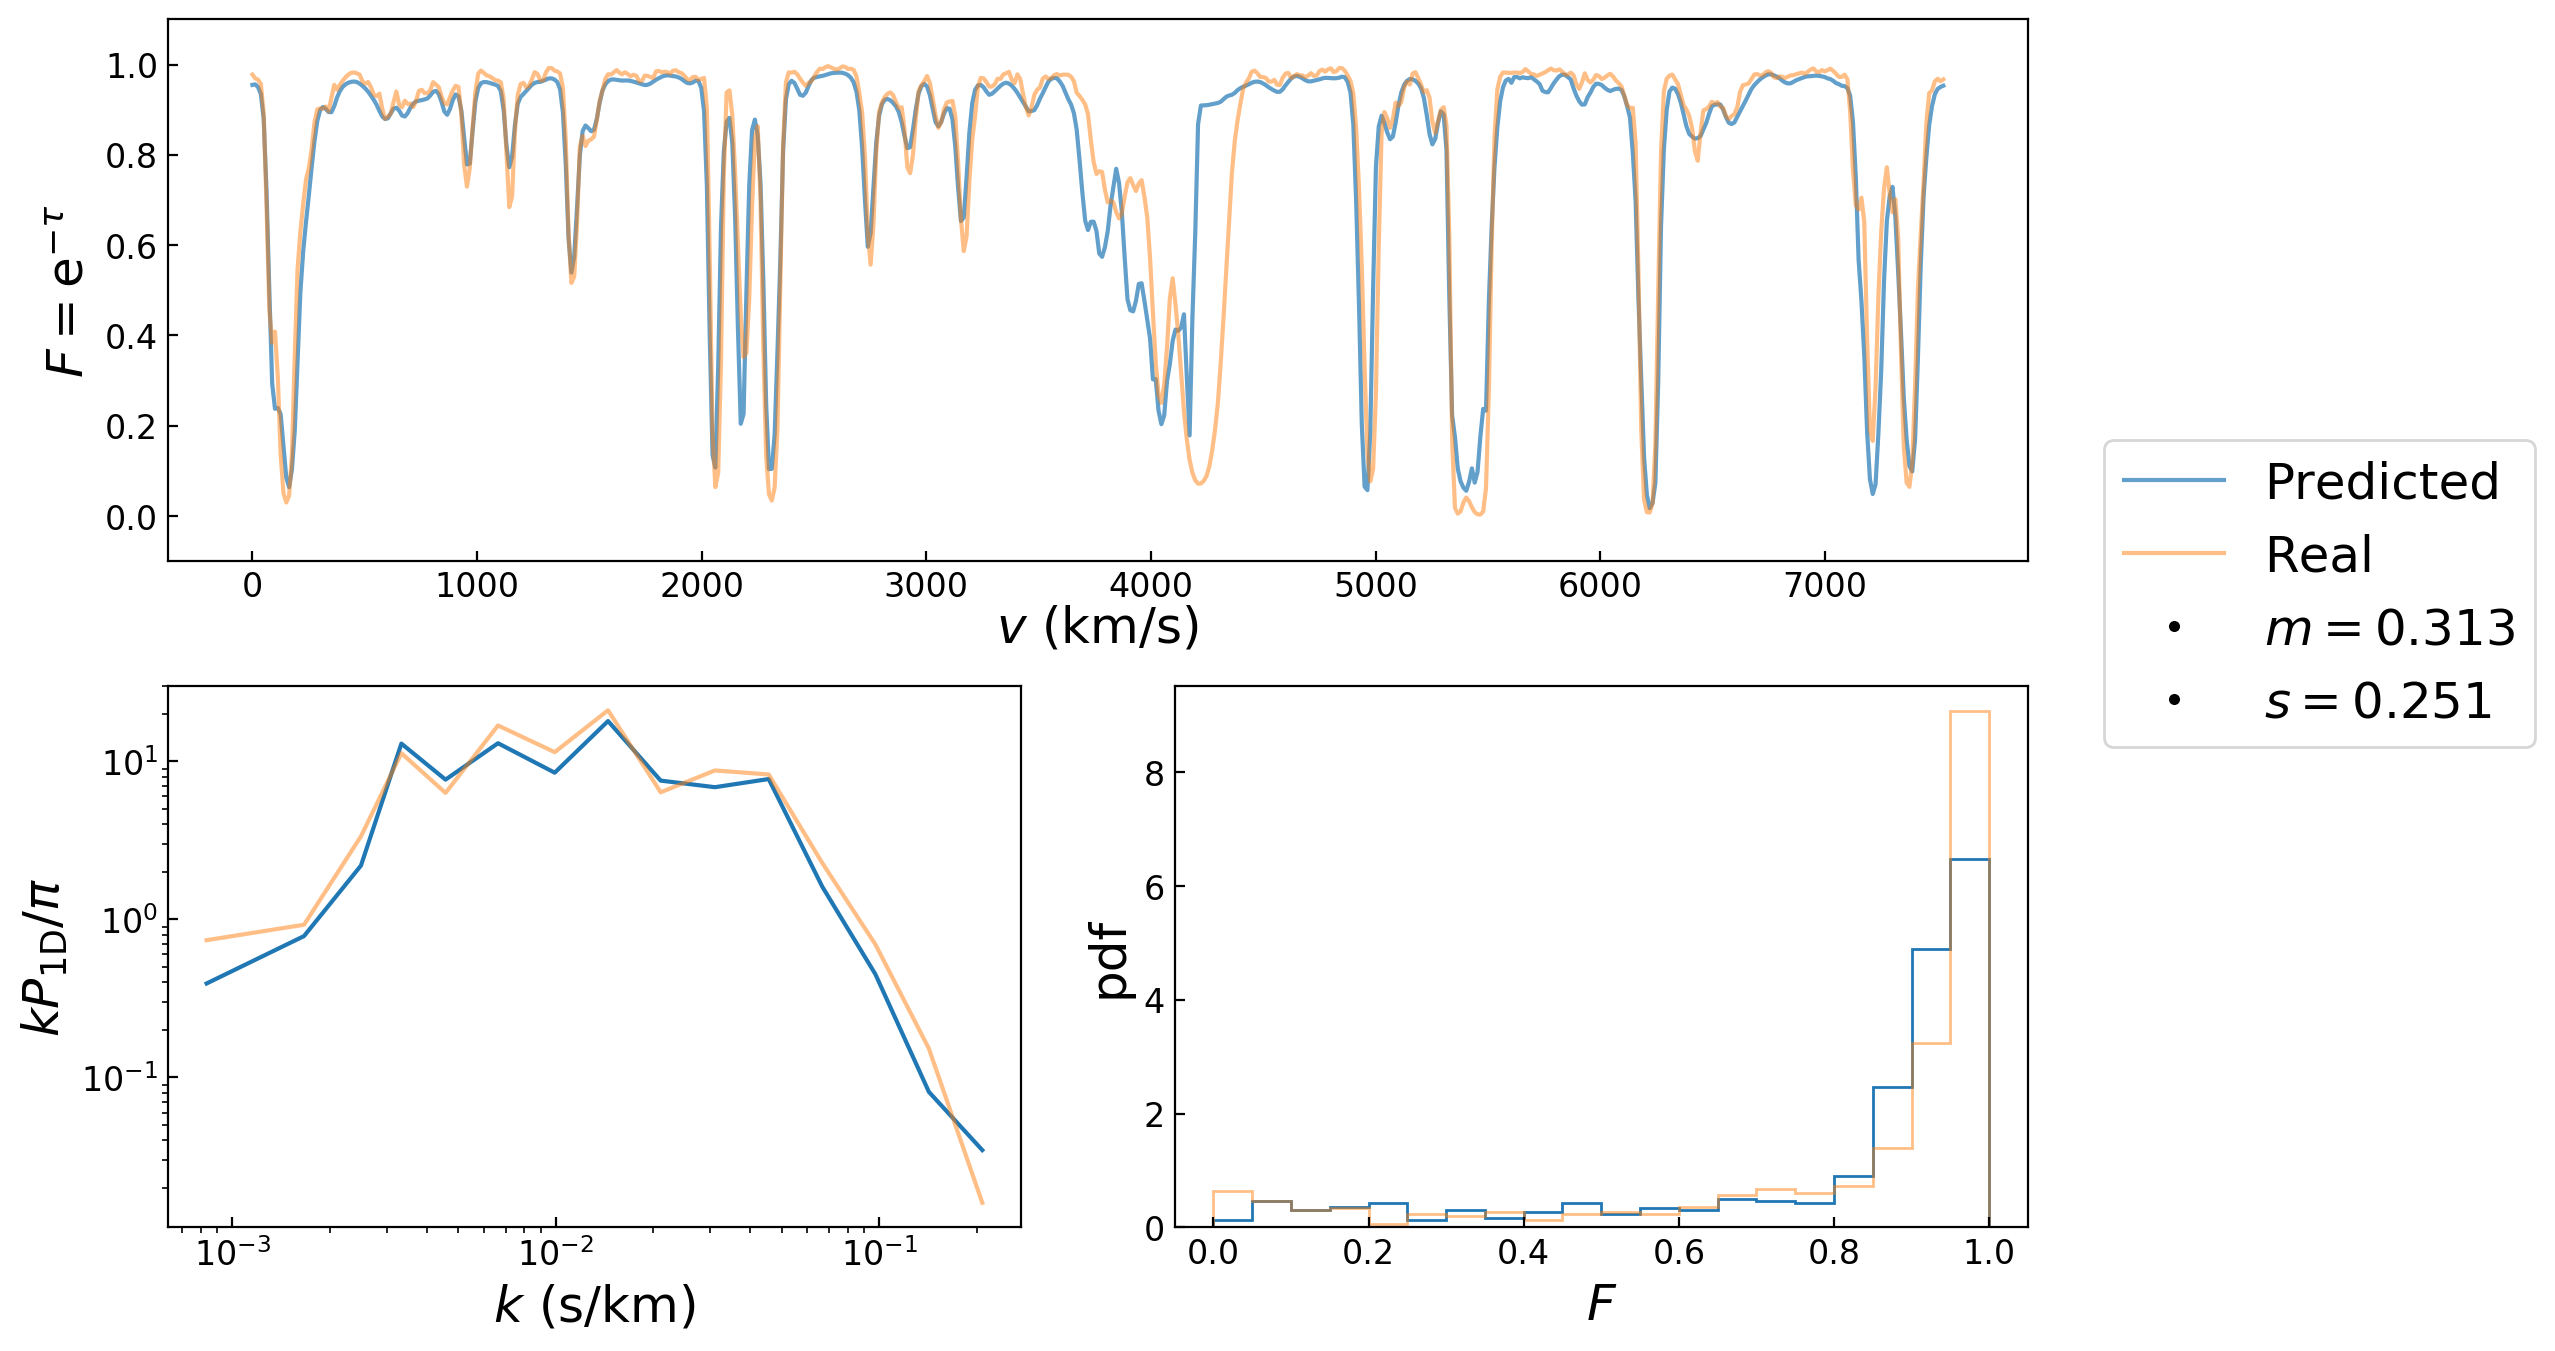 1.0
0.8
0.6
0.4
0.2
0.0
F = e^{−τ}
0 1000 2000 3000 4000 5000 6000 7000
v (km/s)
Predicted
Real
m = 0.313
s = 0.251
10^1
10^0
10^{−1}
kP_{1D}/π
10^{−3} 10^{−2} 10^{−1}
k (s/km)
8
6
4
2
0
pdf
0.0 0.2 0.4 0.6 0.8 1.0
F